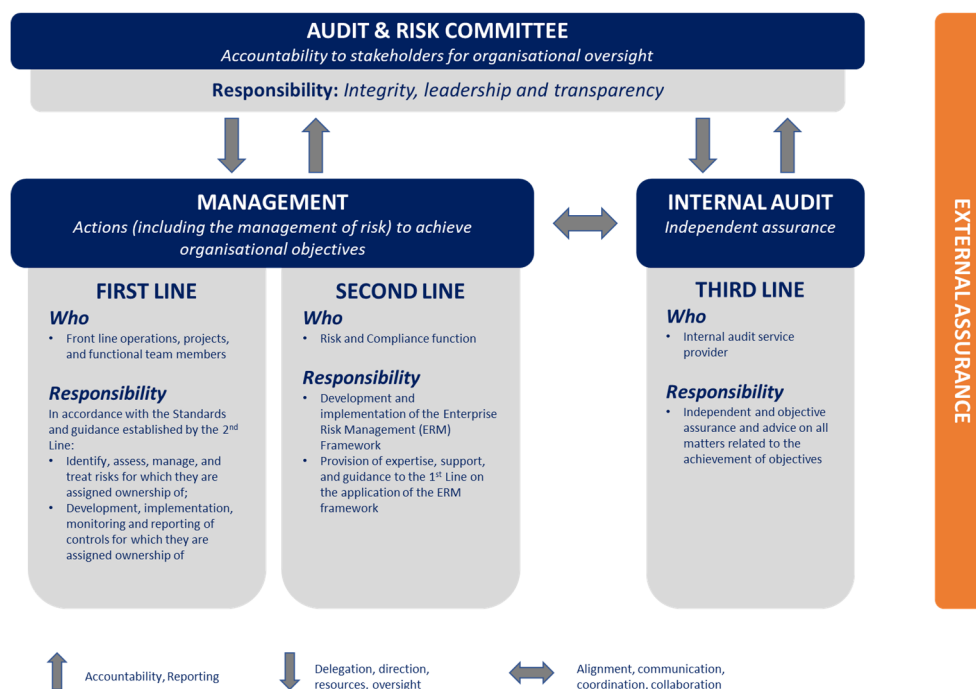 AUDIT & RISK COMMITTEE
Accountability to stakeholders for organisational oversight
Responsibility: Integrity, leadership and transparency
MANAGEMENT
Actions (including the management of risk) to achieve
organisational objectives
INTERNAL AUDIT
Independent assurance
FIRST LINE
Who
• Front line operations, projects,
and functional team members
Responsibility
In accordance with the Standards
and guidance established by the 2nd
Line:
• Identify, assess, manage, and
treat risks for which they are
assigned ownership of;
• Development, implementation,
monitoring and reporting of
controls for which they are
assigned ownership of
SECOND LINE
Who
• Risk and Compliance function
Responsibility
• Development and
implementation of the Enterprise
Risk Management (ERM)
Framework
• Provision of expertise, support,
and guidance to the 1st Line on
the application of the ERM
framework
THIRD LINE
Who
• Internal audit service
provider
Responsibility
• Independent and objective
assurance and advice on all
matters related to the
achievement of objectives
EXTERNAL ASSURANCE
Accountability, Reporting
Delegation, direction,
resources, oversight
Alignment, communication,
coordination, collaboration